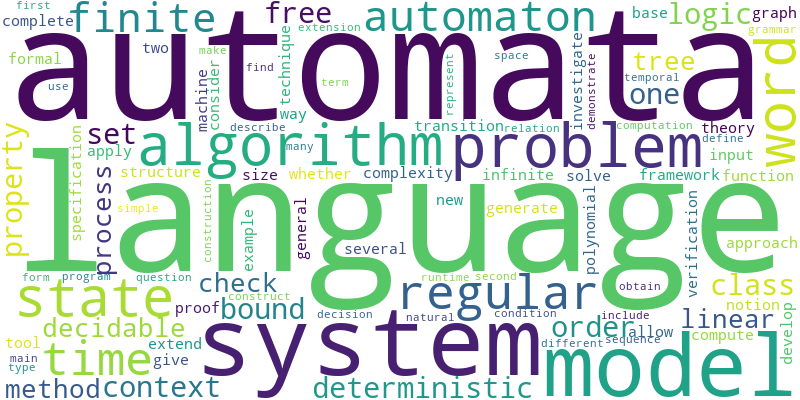 first
complete
finite
free
automaton
base
logic
graph
grammar
extension
automata
formal
two
make
find
machine
consider
technique
term
represent
space
investigate
demonstrate
temporal
tree
one
word
set
apply
describe
many
way
transition
relation
computation
theory
define
algorithm
problem
input
property
specification
process
structure
size
whether
complexity
infinite
solve
framework
function
language
simple
construction
example
general
new
generate
several
polynomial
verification
approach
form
program
question
check
runtime
second
obtain
class
notion
state
construct
bound
regular
proof
decision
natural
condition
include
linear
decidable
system
order
allow
compute
develop
tool
main
type
time
extend
give
different
sequence
model
method
context
deterministic